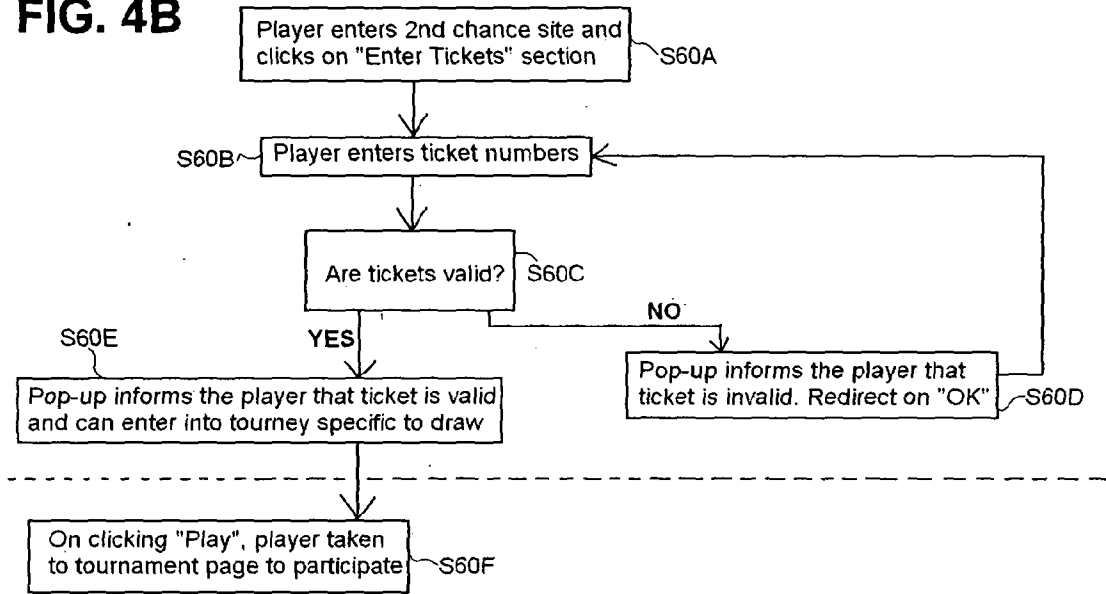 FIG. 4B
Player enters 2nd chance site and
clicks on "Enter Tickets" section
S60A
S60B
Player enters ticket numbers
Are tickets valid?
S60C
NO
YES
S60E
Pop-up informs the player that
ticket is invalid. Redirect on "OK"
S60D
Pop-up informs the player that ticket is valid
and can enter into tourney specific to draw
On clicking "Play", player taken
to tournament page to participate
S60F